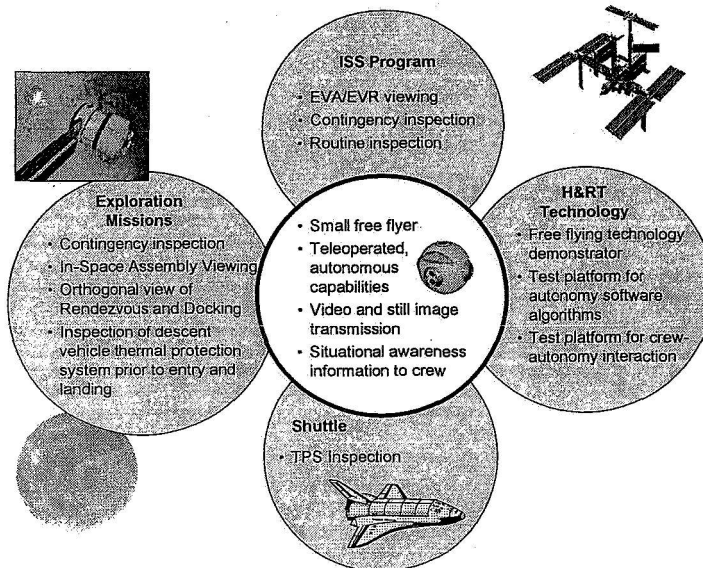 ISS Program
• EVA/EVR viewing
• Contingency inspection
• Routine inspection
Exploration
Missions
• Contingency inspection
• In-Space Assembly Viewing
• Orthogonal view of
Rendezvous and Docking
• Inspection of descent
vehicle thermal protection
system prior to entry and
landing
• Small free flyer
• Teleoperated,
autonomous
capabilities
• Video and still image
transmission
• Situational awareness
information to crew
H&RT
Technology
• Free flying technology
demonstrator
• Test platform for
autonomy software
algorithms
• Test platform for crew-
autonomy interaction
Shuttle
• TPS Inspection